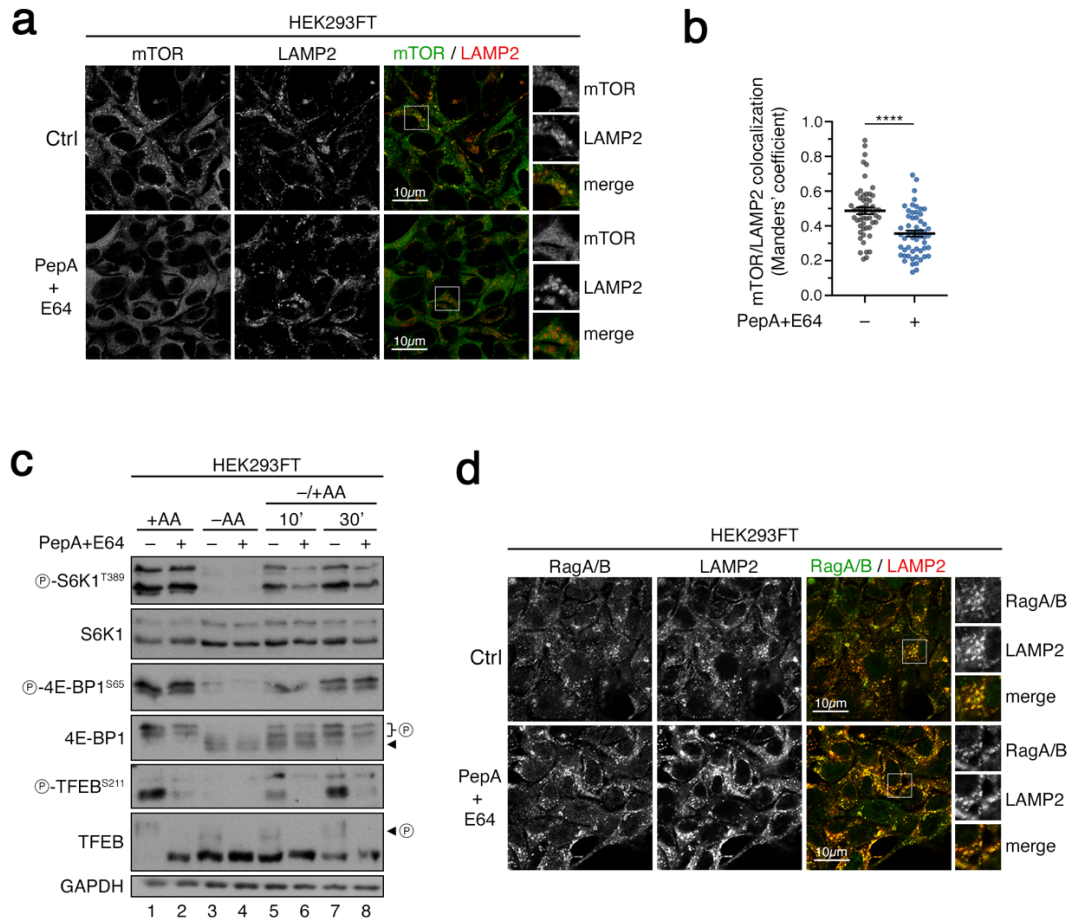 a
HEK293FT
mTOR LAMP2 mTOR / LAMP2
Ctrl
mTOR
LAMP2
merge
10µm
PepA
+
E64
mTOR
LAMP2
merge
10µm
b
mTOR/LAMP2 colocalization
(Manders' coefficient)
****
1.0
0.8
0.6
0.4
0.2
0.0
PepA+E64 – +
c
HEK293FT
–/+AA
+AA –AA 10' 30'
PepA+E64 – + – + – + – +
Ⓟ-S6K1T389
S6K1
Ⓟ-4E-BP1S65
4E-BP1 Ⓟ
Ⓟ-TFEBS211
TFEB Ⓟ
GAPDH
1 2 3 4 5 6 7 8
d
HEK293FT
RagA/B LAMP2 RagA/B / LAMP2
Ctrl
RagA/B
LAMP2
merge
10µm
PepA
+
E64
RagA/B
LAMP2
merge
10µm